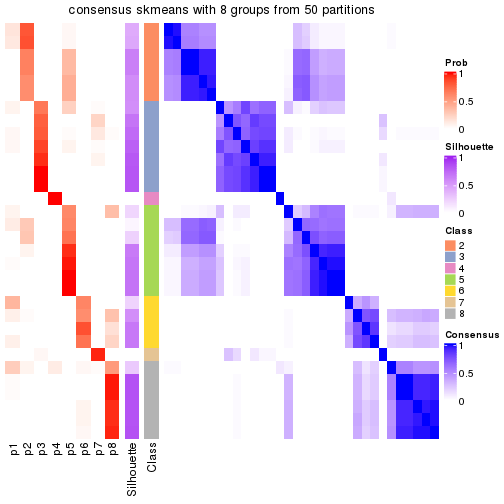 consensus skmeans with 8 groups from 50 partitions
Prob
1
0.5
0
Silhouette
1
0.5
0
Class
2
3
4
5
6
7
8
Consensus
1
0.5
0
p1
p2
p3
p4
p5
p6
p7
p8
Silhouette
Class